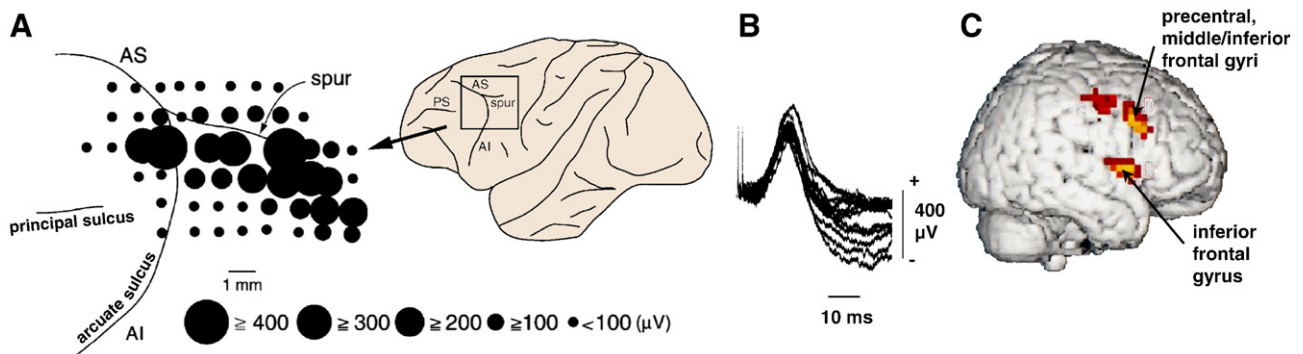 A
AS
spur
principal sulcus
arcuate sulcus
AI
1 mm
≧ 400
≧ 300
≧ 200
≧100
<100 (μV)
AS
PS
spur
AI
B
+
400
μV
-
10 ms
C
precentral,
middle/inferior
frontal gyri
inferior
frontal
gyrus